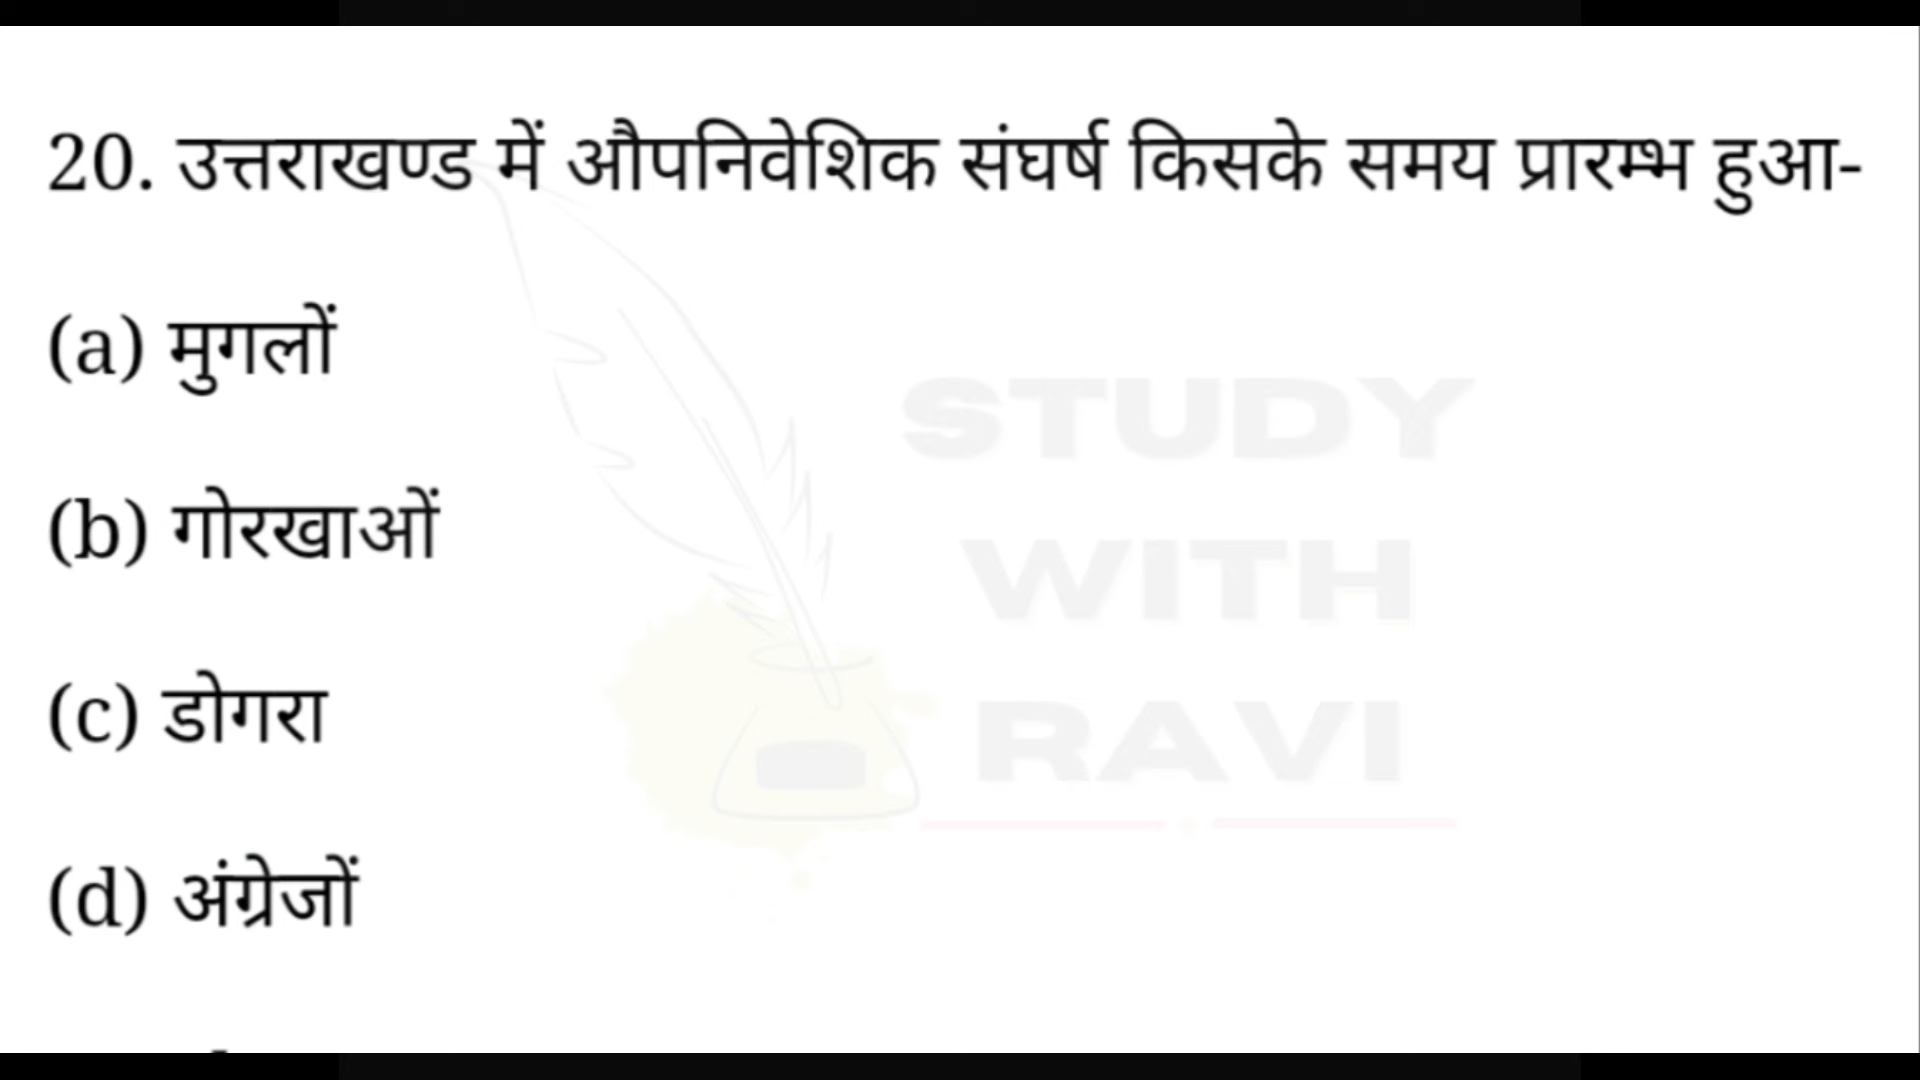 20. उत्तराखण्ड में औपनिवेशिक संघर्ष किसके समय प्रारम्भ हुआ-
(a) मुगलों
(b) गोरखाओं
(c) डोगरा
(d) अंग्रेजों
STUDY
WITH
RAVI